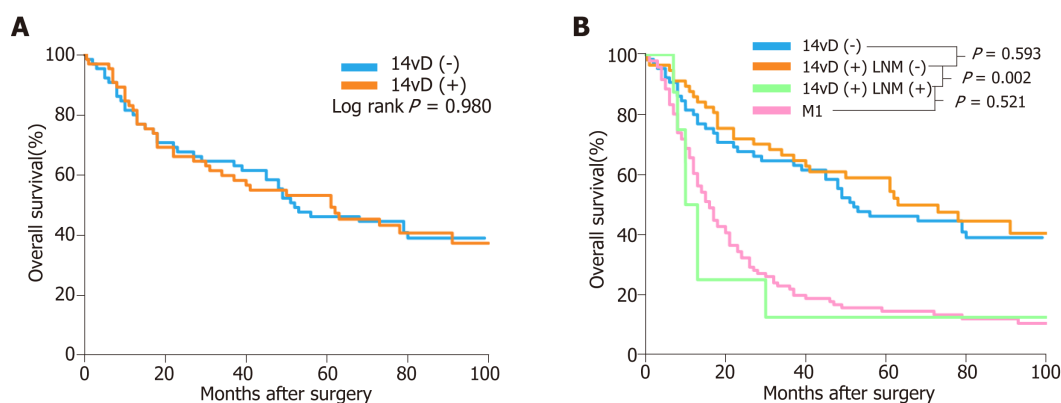 A
100
80
60
40
20
0
Overall survival(%)
0 20 40 60 80 100
Months after surgery
14vD (-)
14vD (+)
Log rank P = 0.980
B
100
80
60
40
20
0
Overall survival(%)
0 20 40 60 80 100
Months after surgery
14vD (-)
14vD (+) LNM (-)
14vD (+) LNM (+)
M1
P = 0.593
P = 0.002
P = 0.521